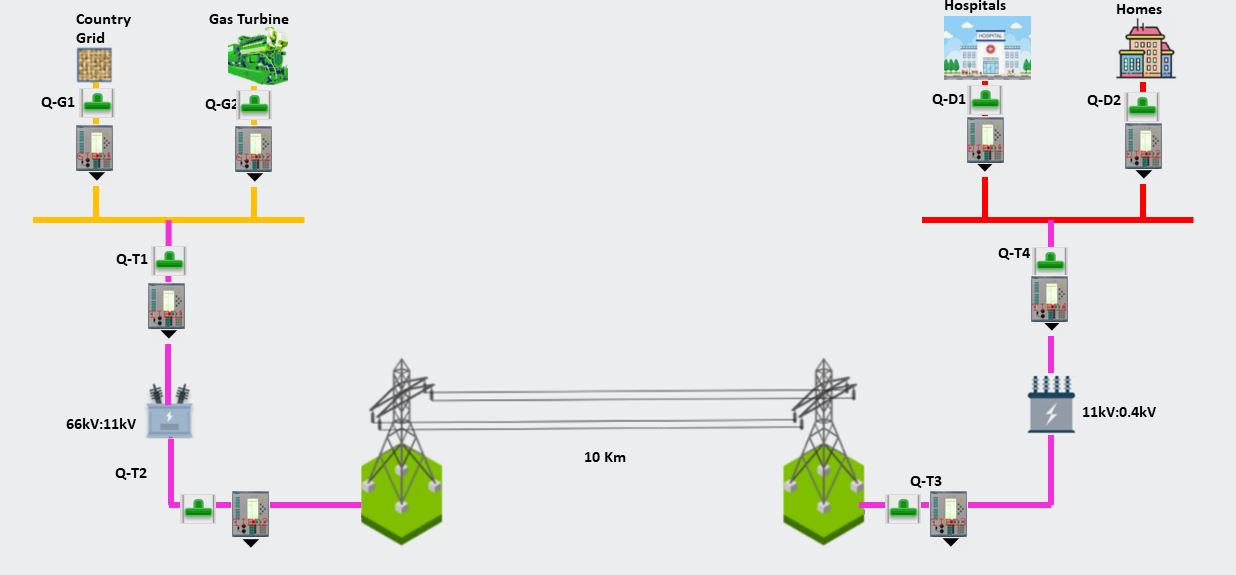 Country
Grid
Gas Turbine
Hospitals
Homes
Q-G1
Q-G2
Q-D1
Q-D2
HOSPITAL
Q-T1
Q-T4
66kV:11kV
11kV:0.4kV
10 Km
Q-T2
Q-T3